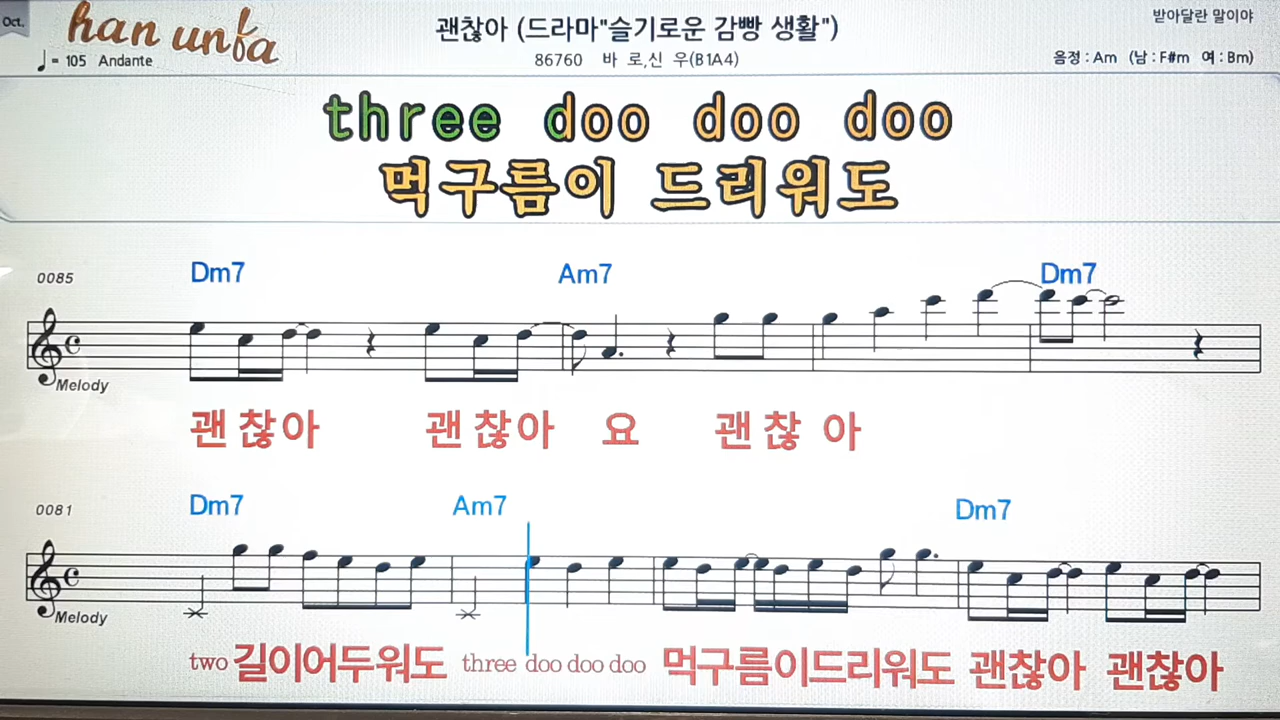 Oct.
han unfa
괜찮아 (드라마"슬기로운 감빵 생활")
받아달란 말이야
♩ = 105 Andante
86760 바 로,신 우(B1A4)
음정 : Am (남 : F#m 여 : Bm)
three doo doo doo
먹구름이 드리워도
0085 Dm7 Am7 Dm7
Melody
괜찮아 괜찮아 요 괜찮 아
0081 Dm7 Am7 Dm7
Melody
two 길이어두워도 three doo doo doo 먹구름이드리워도 괜찮아 괜찮아